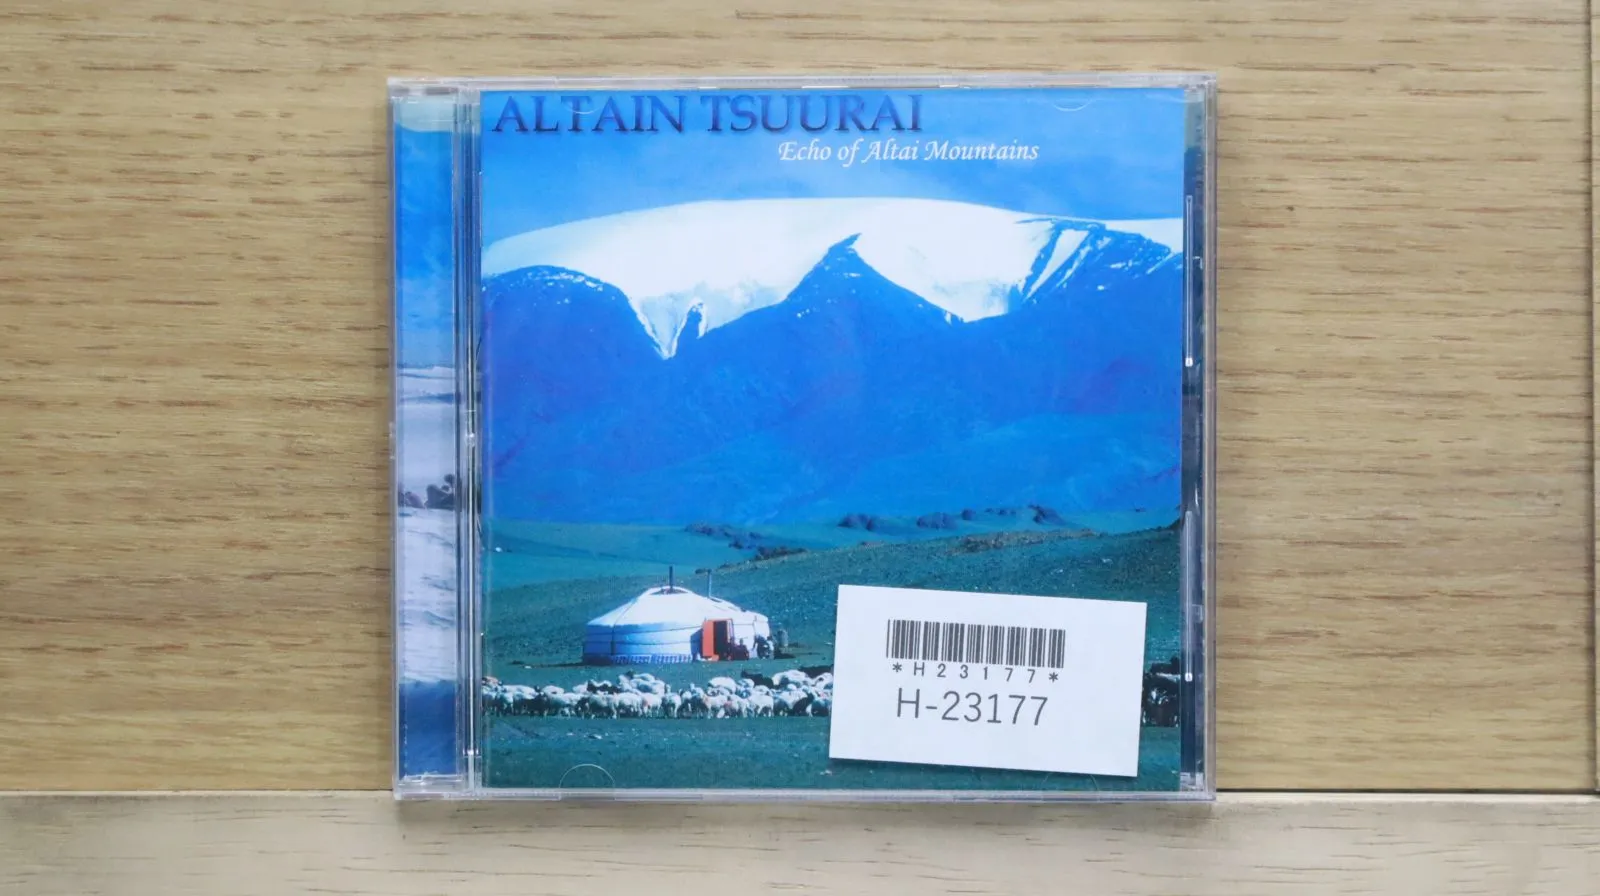 ALTAIN TSUURAI
Echo of Altai Mountains
*H23177*
H-23177